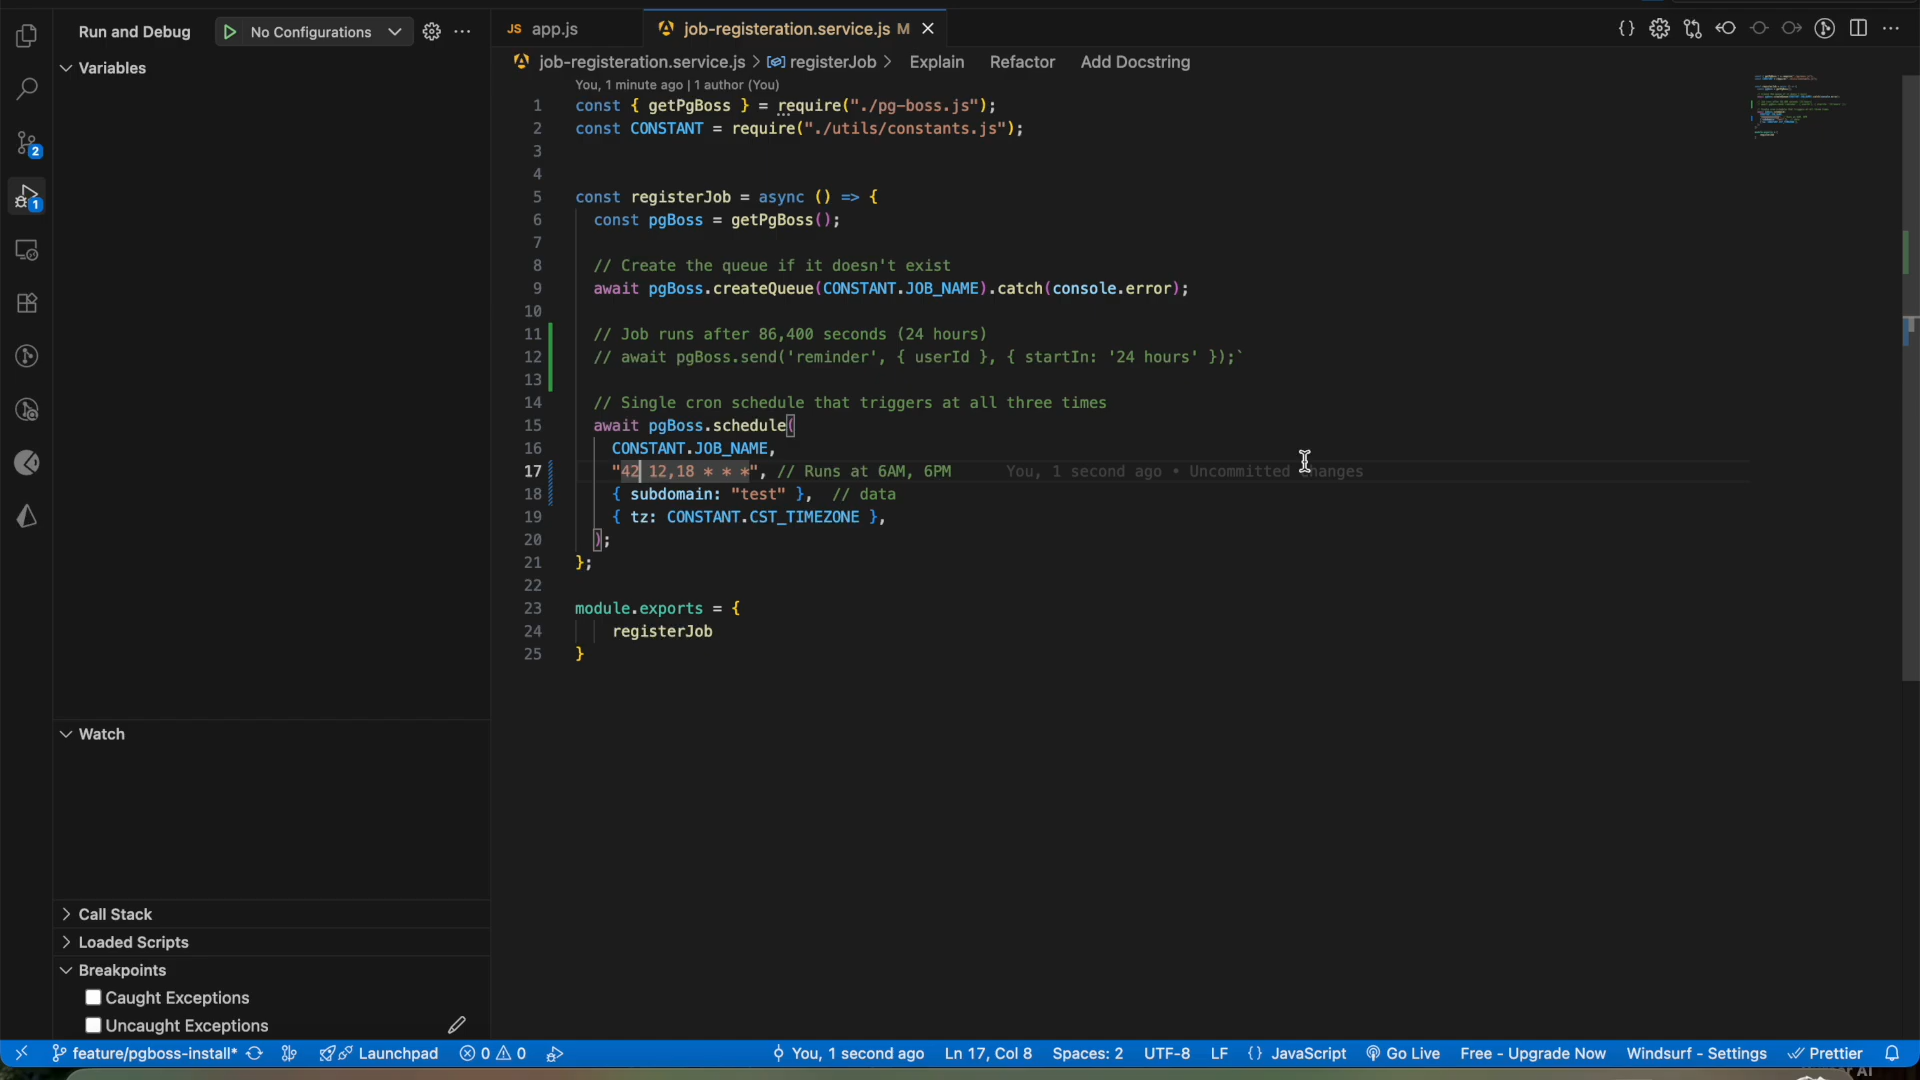 Run and Debug
No Configurations
JS app.js
job-registeration.service.js M
job-registeration.service.js > registerJob > Explain Refactor Add Docstring
Variables
You, 1 minute ago | 1 author (You)
1 const { getPgBoss } = require("./pg-boss.js");
2 const CONSTANT = require("./utils/constants.js");
3
4
5 const registerJob = async () => {
6 const pgBoss = getPgBoss();
7
8 // Create the queue if it doesn't exist
9 await pgBoss.createQueue(CONSTANT.JOB_NAME).catch(console.error);
10
11 // Job runs after 86,400 seconds (24 hours)
12 // await pgBoss.send('reminder', { userId }, { startIn: '24 hours' });`
13
14 // Single cron schedule that triggers at all three times
15 await pgBoss.schedule(
16 CONSTANT.JOB_NAME,
17 "42 12,18 * * *", // Runs at 6AM, 6PM You, 1 second ago • Uncommitted changes
18 { subdomain: "test" }, // data
19 { tz: CONSTANT.CST_TIMEZONE },
20 );
21 };
22
23 module.exports = {
24 registerJob
25 }
2
1
Watch
Call Stack
Loaded Scripts
Breakpoints
Caught Exceptions
Uncaught Exceptions
feature/pgboss-install* Launchpad 0 0 You, 1 second ago Ln 17, Col 8 Spaces: 2 UTF-8 LF {} JavaScript Go Live Free - Upgrade Now Windsurf - Settings Prettier